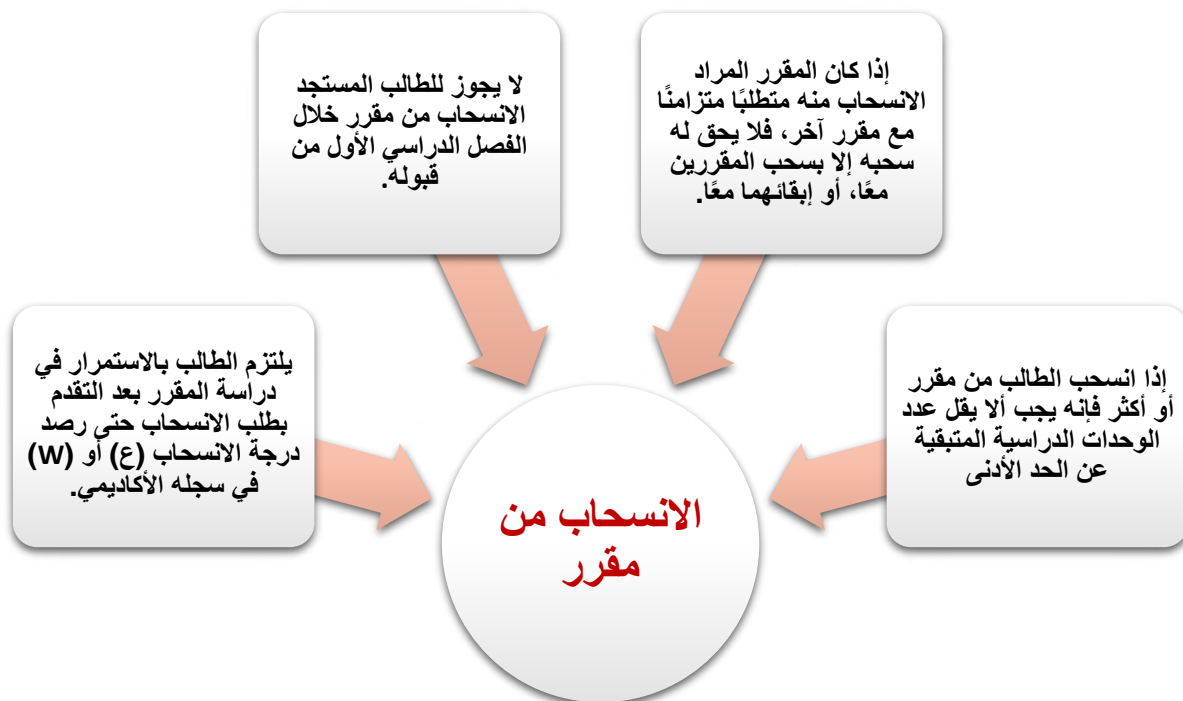 إذا كان المقرر المراد
الانسحاب منه متطلبًا متزامنًا
مع مقرر آخر، فلا يحق له
سحبه إلا بسحب المقررين
معًا، أو إبقائهما معًا.
لا يجوز للطالب المستجد
الانسحاب من مقرر خلال
الفصل الدراسي الأول من
قبوله.
إذا انسحب الطالب من مقرر
أو أكثر فإنه يجب ألا يقل عدد
الوحدات الدراسية المتبقية
عن الحد الأدنى
يلتزم الطالب بالاستمرار في
دراسة المقرر بعد التقدم
بطلب الانسحاب حتى رصد
درجة الانسحاب (ع) أو (W)
في سجله الأكاديمي.
الانسحاب من
مقرر